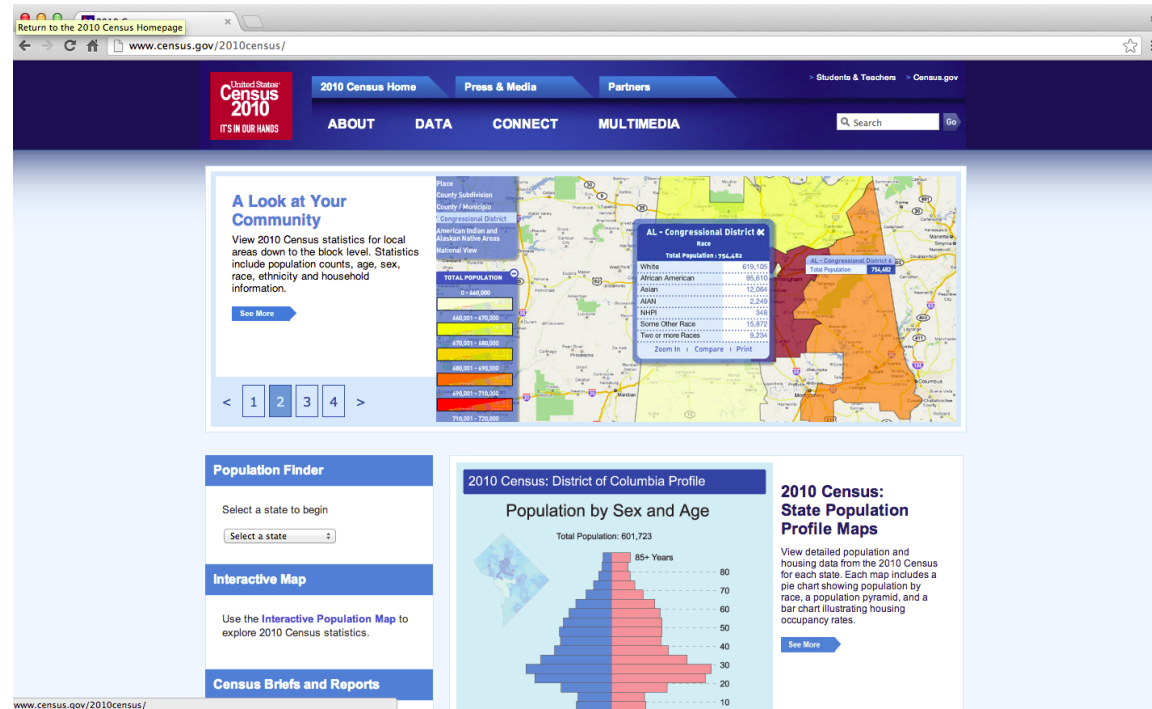 Return to the 2010 Census Homepage
www.census.gov/2010census/
United States
Census
2010
IT'S IN OUR HANDS
2010 Census Home
Press & Media
Partners
> Students & Teachers > Census.gov
ABOUT
DATA
CONNECT
MULTIMEDIA
Search
Go
A Look at Your
Community
View 2010 Census statistics for local
areas down to the block level. Statistics
include population counts, age, sex,
race, ethnicity and household
information.
See More
< 1 2 3 4 >
Place
County Subdivision
County / Municipio
Congressional District
American Indian and
Alaskan Native Areas
National View
TOTAL POPULATION
0 - 660,000
660,001 - 670,000
670,001 - 680,000
680,001 - 690,000
690,001 - 710,000
710,001 - 720,000
AL - Congressional District 6
Race
Total Population : 754,482
White 619,105
African American 95,610
Asian 12,064
AIAN 2,249
NHPI 348
Some Other Race 15,872
Two or more Races 9,234
Zoom In | Compare | Print
AL - Congressional District 6
Total Population 754,482
Population Finder
Select a state to begin
Select a state
Interactive Map
Use the Interactive Population Map to
explore 2010 Census statistics.
Census Briefs and Reports
2010 Census: District of Columbia Profile
Population by Sex and Age
Total Population: 601,723
85+ Years
80
70
60
50
40
30
20
10
2010 Census:
State Population
Profile Maps
View detailed population and
housing data from the 2010 Census
for each state. Each map includes a
pie chart showing population by
race, a population pyramid, and a
bar chart illustrating housing
occupancy rates.
See More
www.census.gov/2010census/